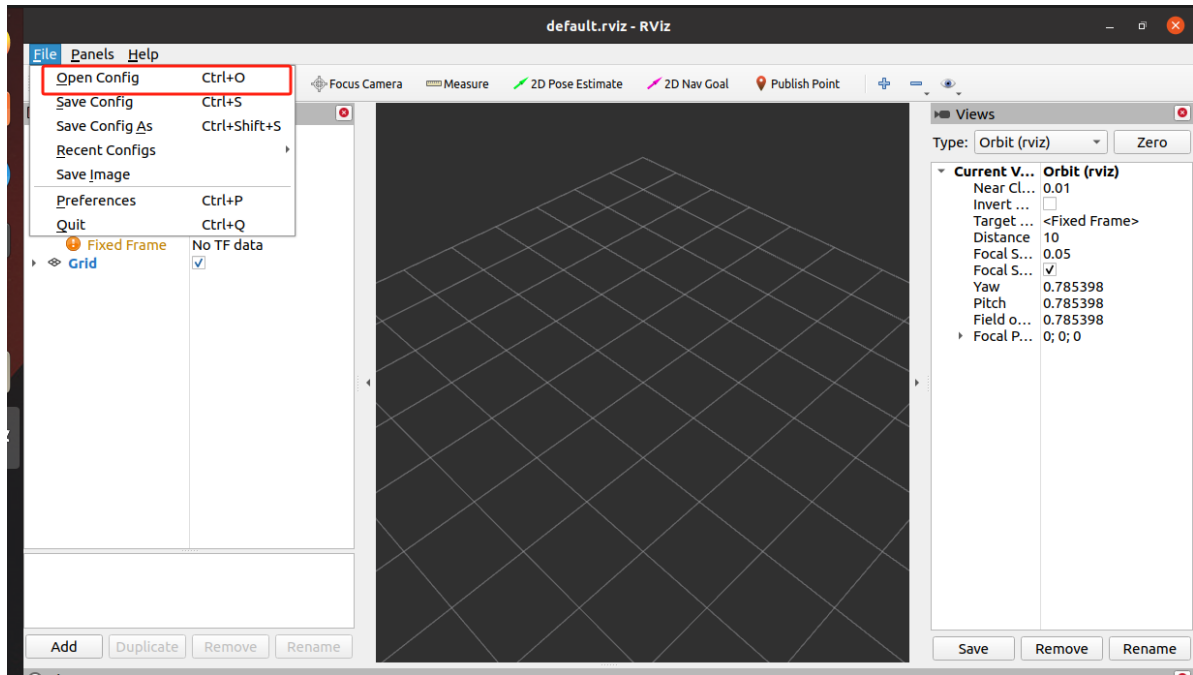 default.rviz - RViz
File Panels Help
Open Config Ctrl+O
Save Config Ctrl+S
Save Config As Ctrl+Shift+S
Recent Configs
Save Image
Preferences Ctrl+P
Quit Ctrl+Q
Focus Camera Measure 2D Pose Estimate 2D Nav Goal Publish Point
Fixed Frame No TF data
Grid
Add Duplicate Remove Rename
Views
Type: Orbit (rviz) Zero
Current V... Orbit (rviz)
Near Cl... 0.01
Invert ...
Target ... <Fixed Frame>
Distance 10
Focal S... 0.05
Focal S...
Yaw 0.785398
Pitch 0.785398
Field o... 0.785398
Focal P... 0; 0; 0
Save Remove Rename